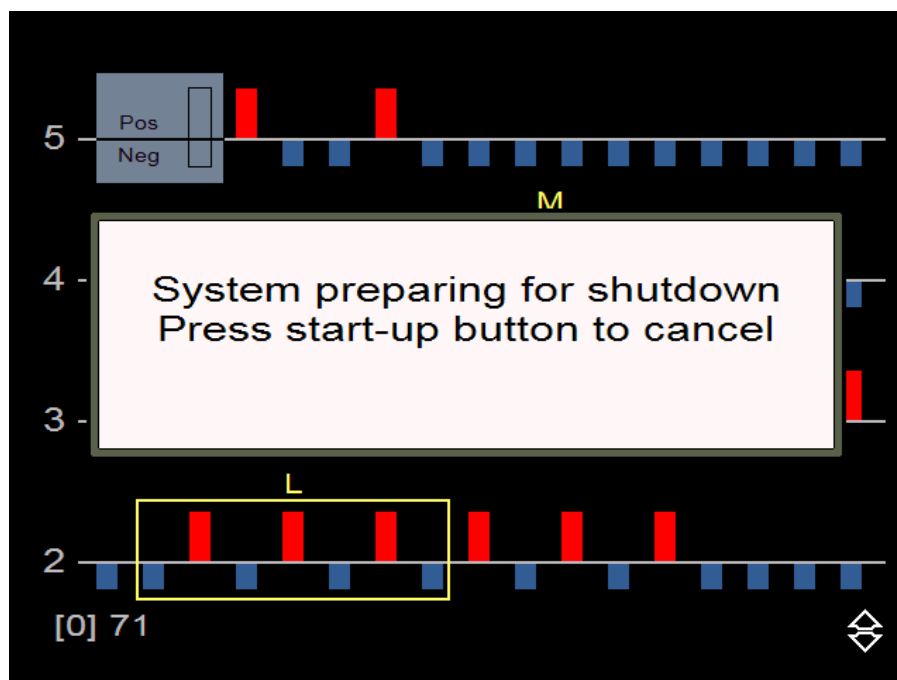 Pos
5 -
Neg
M
4 -
System preparing for shutdown
Press start-up button to cancel
3 -
L
2
[0] 71